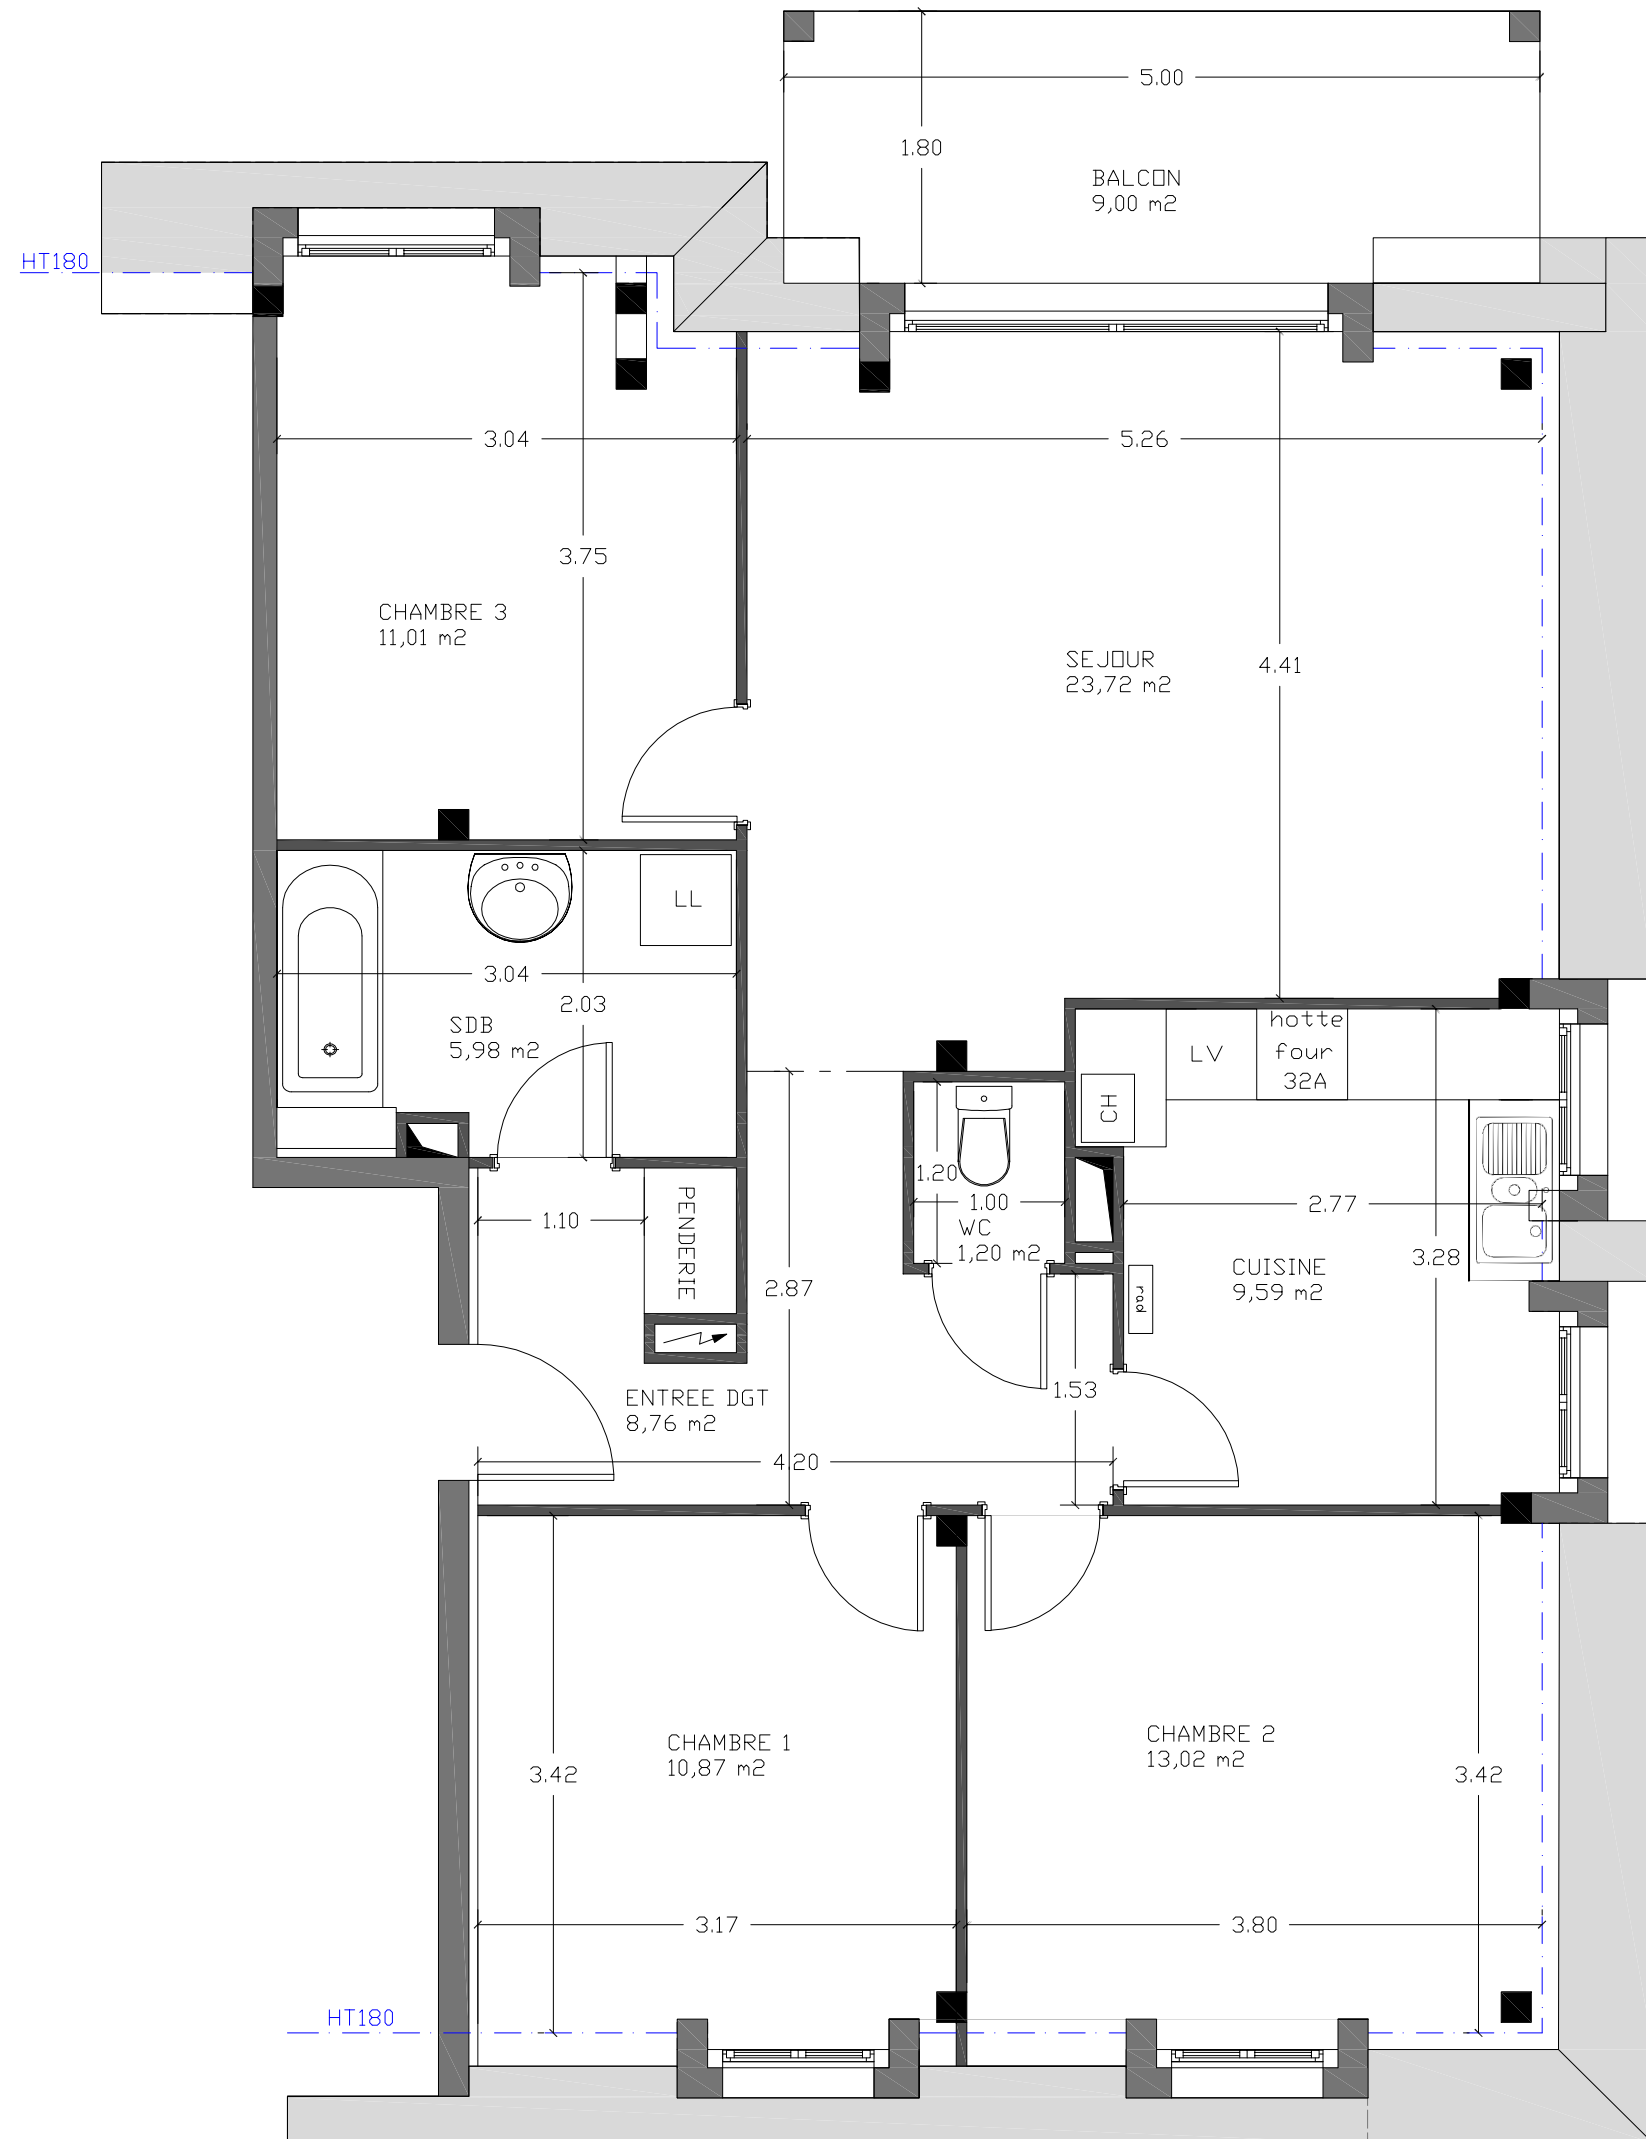 5.00
1.80
BALCON
9,00 m2
HT180
3.04
5.26
3.75
CHAMBRE 3
11,01 m2
SEJOUR
23,72 m2
4.41
LL
3.04
2.03
SDB
5,98 m2
hotte
four
32A
LV
CH
1.20
1.00
WC
1,20 m2
2.77
1.10
PENDERIE
3.28
CUISINE
9,59 m2
rad
2.87
ENTREE DGT
8,76 m2
1.53
4.20
CHAMBRE 1
10,87 m2
CHAMBRE 2
13,02 m2
3.42
3.42
3.17
3.80
HT180